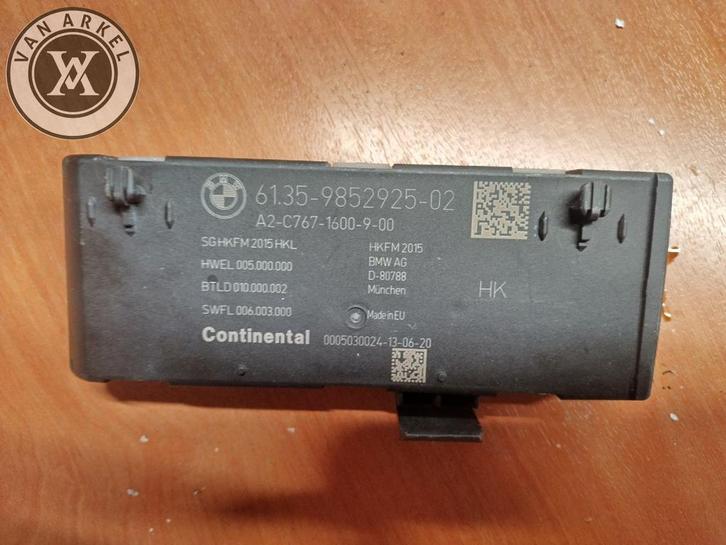 VAN ARKEL
VA
BMW
61.35-9852925-02
A2-C767-1600-9-00
SG HKFM 2015 HKL
HWEL 005.000.000
BTLD 010.000.002
SWFL 006.003.000
HKFM 2015
BMW AG
D-80788
München
HK
Made in EU
Continental 0005030024-13-06-20